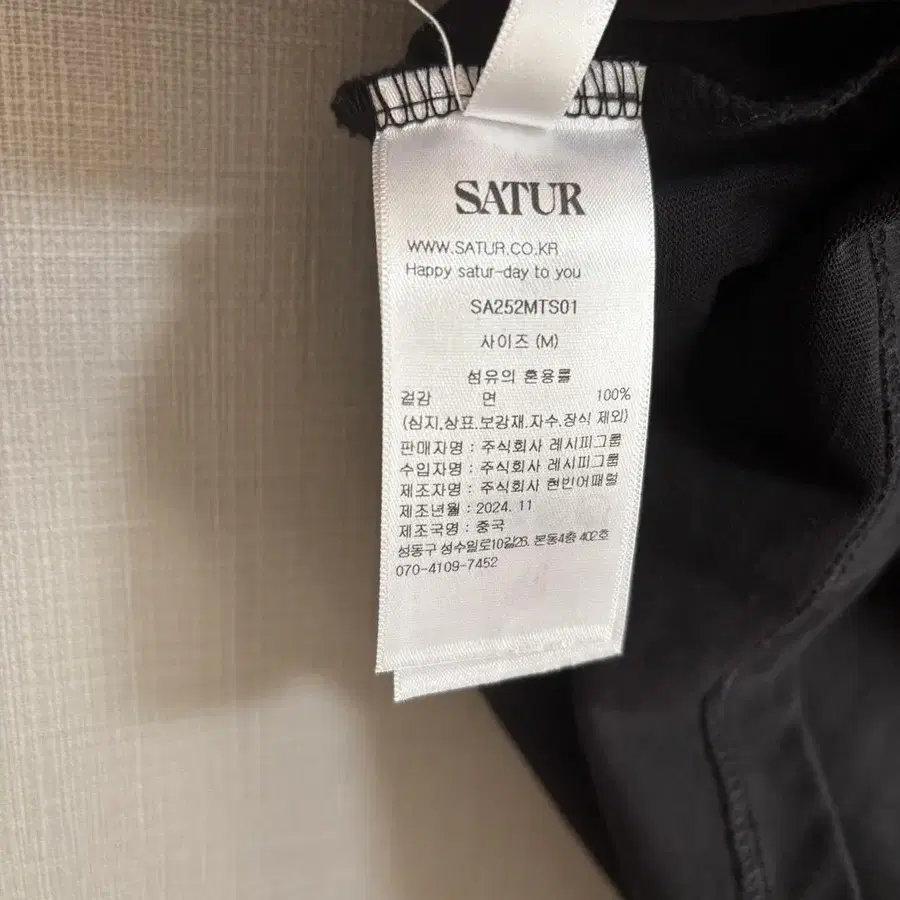 SATUR
WWW.SATUR.CO.KR
Happy satur-day to you
SA252MTS01
사이즈 (M)
섬유의 혼용률
겉감 면 100%
(심지.상표.보강재.자수.장식 제외)
판매자명 : 주식회사 레시피그룹
수입자명 : 주식회사 레시피그룹
제조자명 : 주식회사 현빈어패럴
제조년월 : 2024. 11
제조국명 : 중국
성동구 성수일로10길26. 본동4층 402호
070-4109-7452